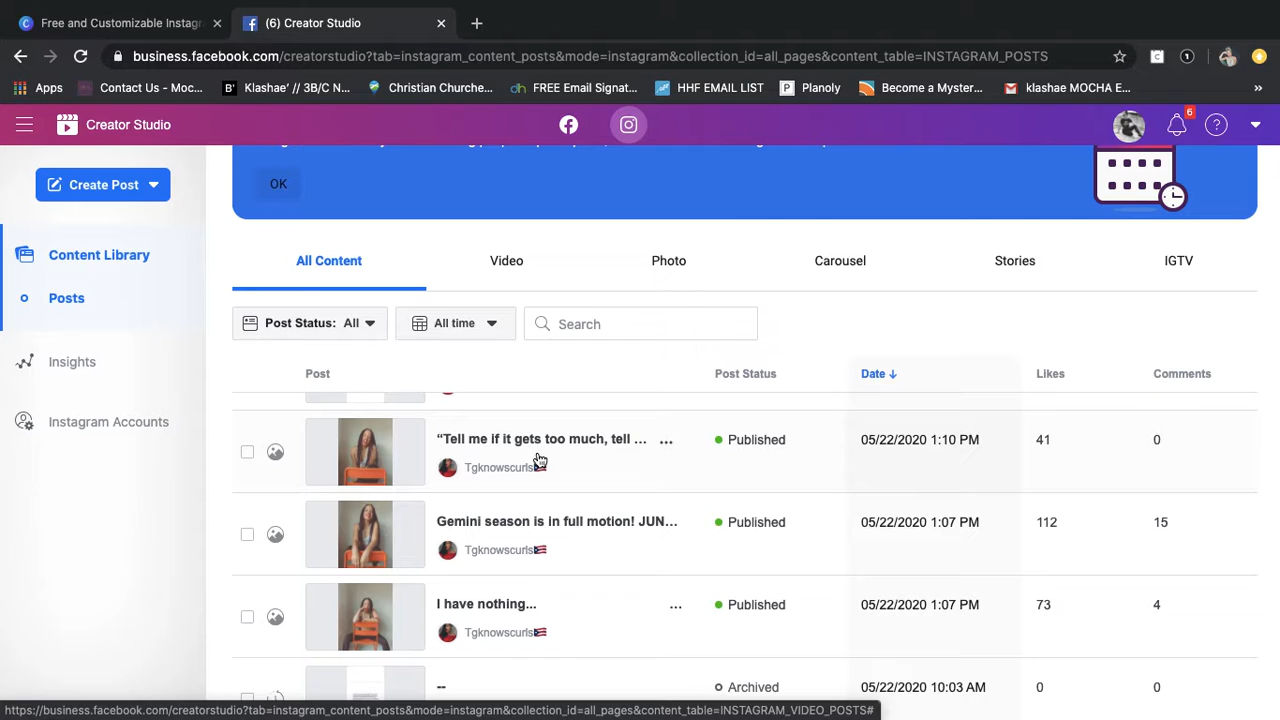 Free and Customizable Instag
(6) Creator Studio
business.facebook.com/creatorstudio?tab=instagram_content_posts&mode=instagram&collection_id=all_pages&content_table=INSTAGRAM_POSTS
Apps
Contact Us - Moc...
Klashae' // 3B/C N...
Christian Churche...
FREE Email Signat...
HHF EMAIL LIST
Planoly
Become a Myster...
klashae MOCHA E...
»
Creator Studio
6
Create Post
OK
Content Library
Posts
Insights
Instagram Accounts
All Content
Video
Photo
Carousel
Stories
IGTV
Post Status: All
All time
Search
Post
Post Status
Date ↓
Likes
Comments
“Tell me if it gets too much, tell ... ...
Published
05/22/2020 1:10 PM
41
0
Tgknowscurls
Gemini season is in full motion! JUN...
Published
05/22/2020 1:07 PM
112
15
Tgknowscurls
I have nothing... ...
Published
05/22/2020 1:07 PM
73
4
Tgknowscurls
--
Archived
05/22/2020 10:03 AM
0
0
https://business.facebook.com/creatorstudio?tab=instagram_content_posts&mode=instagram&collection_id=all_pages&content_table=INSTAGRAM_VIDEO_POSTS#